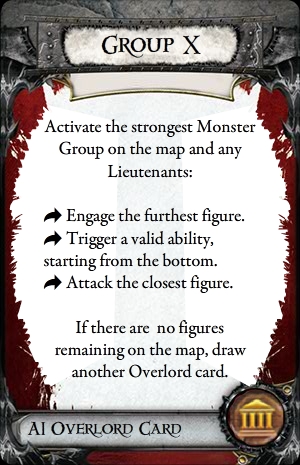 Group X
Activate the strongest Monster
Group on the map and any
Lieutenants:
Engage the furthest figure.
Trigger a valid ability,
starting from the bottom.
Attack the closest figure.
If there are no figures
remaining on the map, draw
another Overlord card.
AI Overlord Card